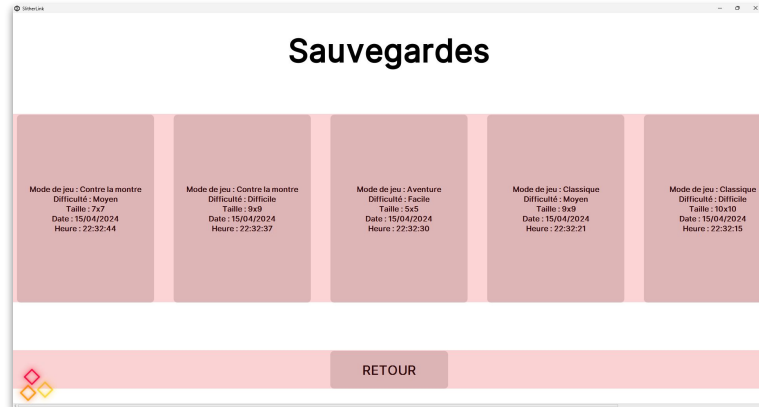 SlitherLink
Sauvegardes
Mode de jeu : Contre la montre
Difficulté : Moyen
Taille : 7x7
Date : 15/04/2024
Heure : 22:32:44
Mode de jeu : Contre la montre
Difficulté : Difficile
Taille : 9x9
Date : 15/04/2024
Heure : 22:32:37
Mode de jeu : Aventure
Difficulté : Facile
Taille : 5x5
Date : 15/04/2024
Heure : 22:32:30
Mode de jeu : Classique
Difficulté : Moyen
Taille : 9x9
Date : 15/04/2024
Heure : 22:32:21
Mode de jeu : Classique
Difficulté : Difficile
Taille : 10x10
Date : 15/04/2024
Heure : 22:32:15
RETOUR